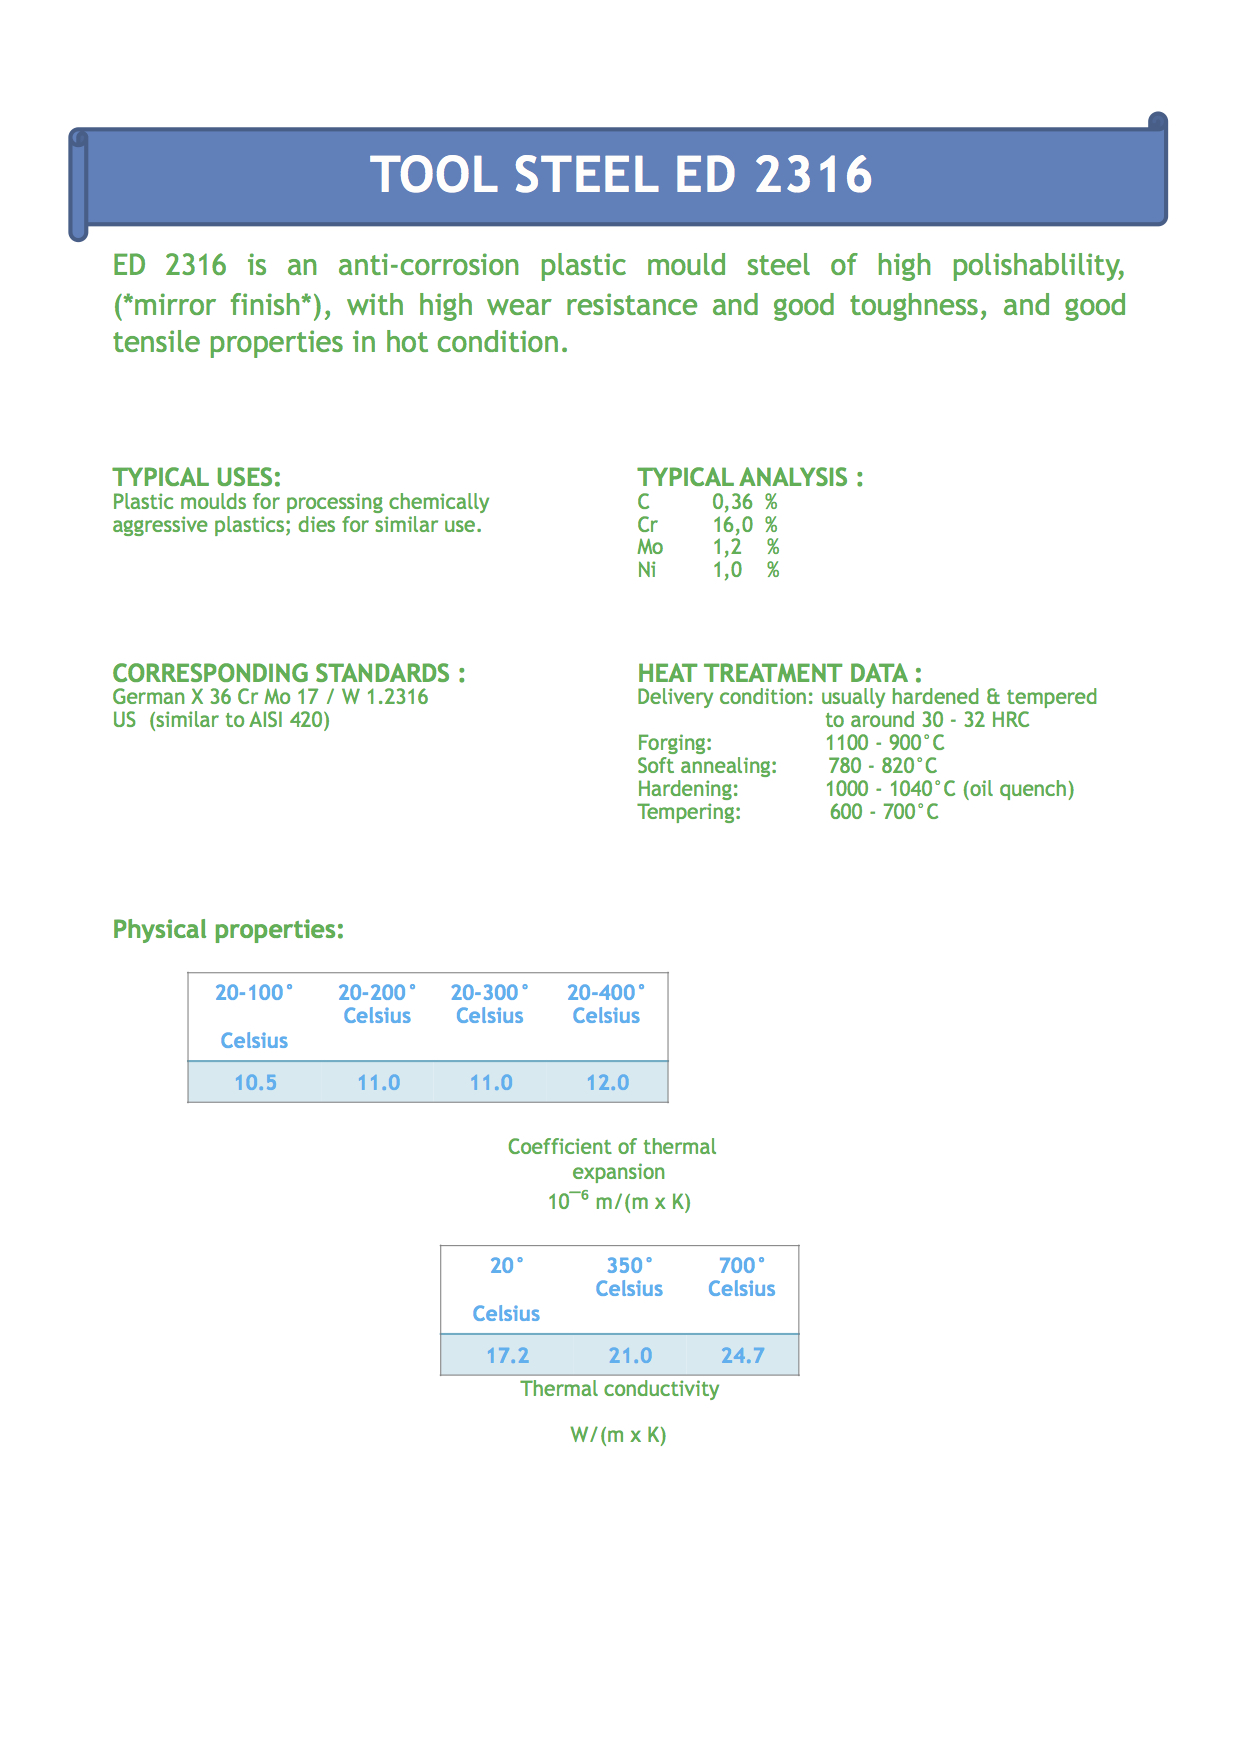 TOOL STEEL ED 2316
ED 2316 is an anti-corrosion plastic mould steel of high polishablility,
(*mirror finish*), with high wear resistance and good toughness, and good
tensile properties in hot condition.
TYPICAL USES:
Plastic moulds for processing chemically
aggressive plastics; dies for similar use.
TYPICAL ANALYSIS :
C 0,36 %
Cr 16,0 %
Mo 1,2 %
Ni 1,0 %
CORRESPONDING STANDARDS :
German X 36 Cr Mo 17 / W 1.2316
US (similar to AISI 420)
HEAT TREATMENT DATA :
Delivery condition: usually hardened & tempered
to around 30 - 32 HRC
Forging: 1100 - 900°C
Soft annealing: 780 - 820°C
Hardening: 1000 - 1040°C (oil quench)
Tempering: 600 - 700°C
Physical properties:
20-100° 20-200° 20-300° 20-400°
Celsius Celsius Celsius
Celsius
10.5 11.0 11.0 12.0
Coefficient of thermal
expansion
10⁻⁶ m/(m x K)
20° 350° 700°
Celsius Celsius
Celsius
17.2 21.0 24.7
Thermal conductivity
W/(m x K)